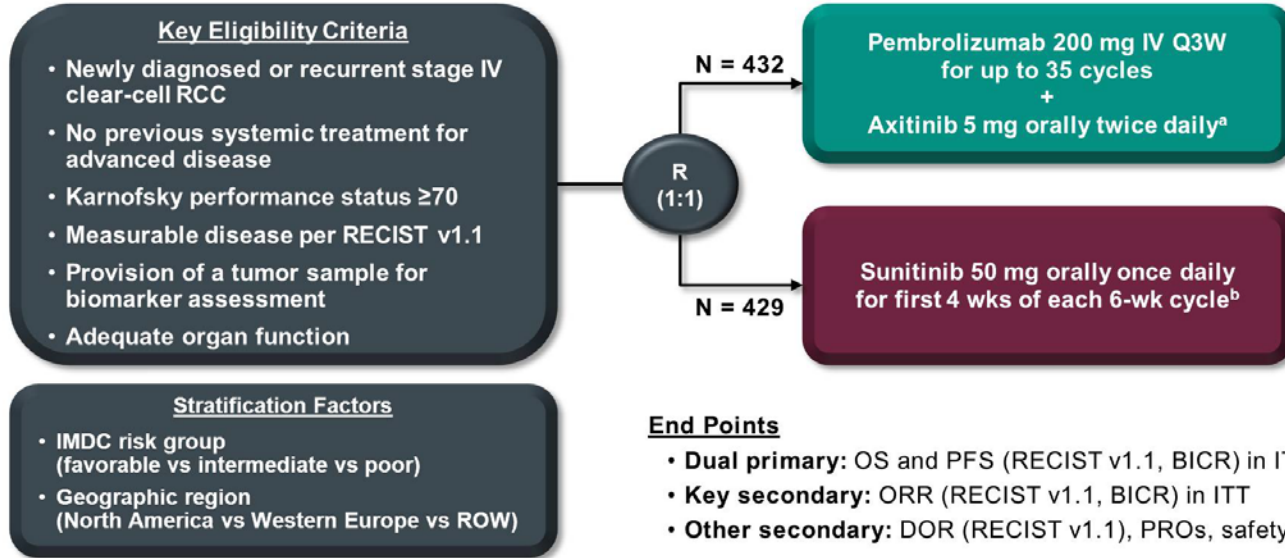 Key Eligibility Criteria
• Newly diagnosed or recurrent stage IV
clear-cell RCC
• No previous systemic treatment for
advanced disease
• Karnofsky performance status ≥70
• Measurable disease per RECIST v1.1
• Provision of a tumor sample for
biomarker assessment
• Adequate organ function
Stratification Factors
• IMDC risk group
(favorable vs intermediate vs poor)
• Geographic region
(North America vs Western Europe vs ROW)
R
(1:1)
N = 432
Pembrolizumab 200 mg IV Q3W
for up to 35 cycles
+
Axitinib 5 mg orally twice dailyᵃ
N = 429
Sunitinib 50 mg orally once daily
for first 4 wks of each 6-wk cycleᵇ
End Points
• Dual primary: OS and PFS (RECIST v1.1, BICR) in
• Key secondary: ORR (RECIST v1.1, BICR) in ITT
• Other secondary: DOR (RECIST v1.1), PROs, safety